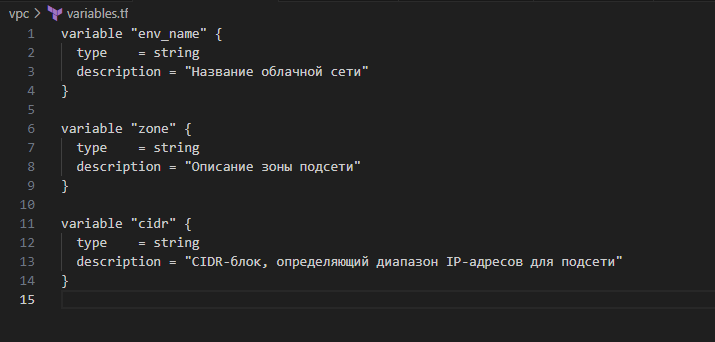 vpc > variables.tf
1 variable "env_name" {
2   type    = string
3   description = "Название облачной сети"
4 }
5
6 variable "zone" {
7   type    = string
8   description = "Описание зоны подсети"
9 }
10
11 variable "cidr" {
12   type    = string
13   description = "CIDR-блок, определяющий диапазон IP-адресов для подсети"
14 }
15